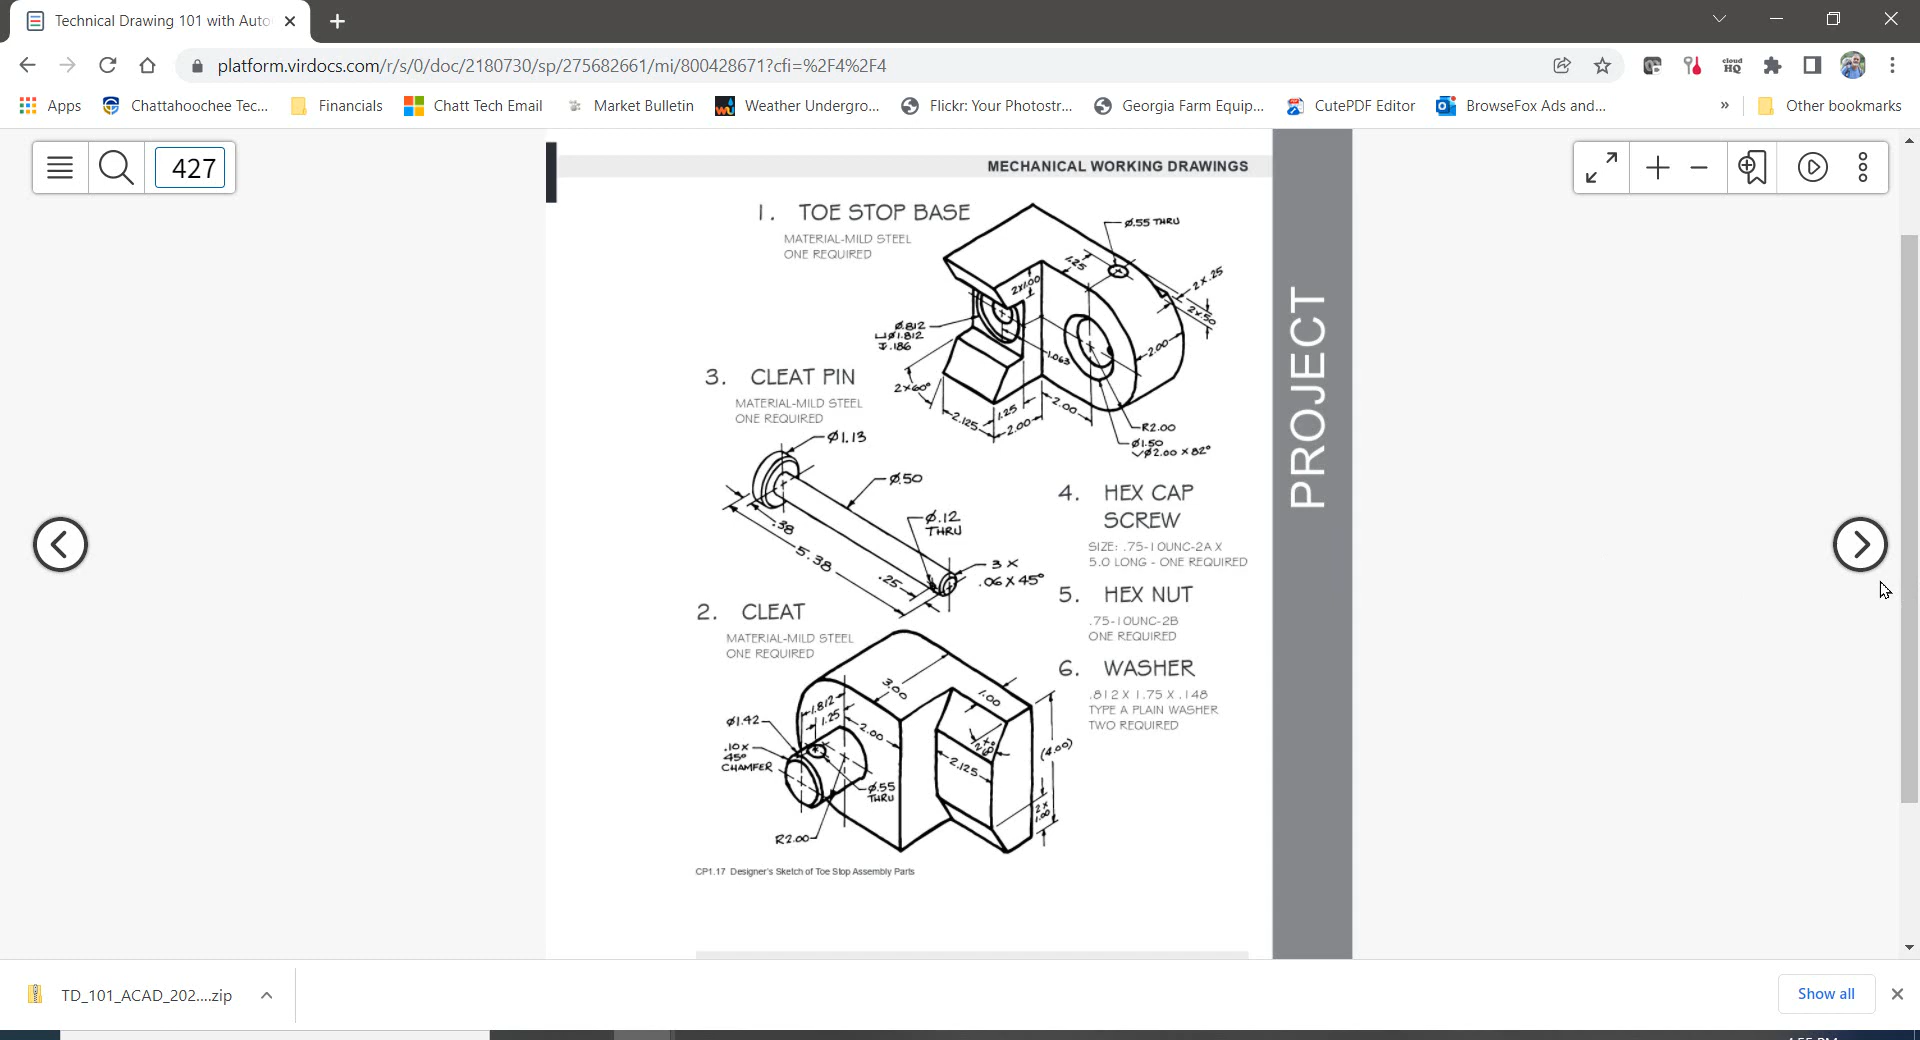 Technical Drawing 101 with Auto
platform.virdocs.com/r/s/0/doc/2180730/sp/275682661/mi/800428671?cfi=%2F4%2F4
cloud
HQ
Apps
Chattahoochee Tec...
Financials
Chatt Tech Email
Market Bulletin
Weather Undergro...
Flickr: Your Photostr...
Georgia Farm Equip...
CutePDF Editor
BrowseFox Ads and...
»
Other bookmarks
427
MECHANICAL WORKING DRAWINGS
PROJECT
1. TOE STOP BASE
MATERIAL-MILD STEEL
ONE REQUIRED
Ø.55 THRU
1.25
2X1.00
2X.25
2X.50
Ø.812
⌴Ø1.812
↧.186
1.063
2.00
2X60°
2.125
1.25
2.00
2.00
R2.00
Ø1.50
⌵Ø2.00 X 82°
3. CLEAT PIN
MATERIAL-MILD STEEL
ONE REQUIRED
Ø1.13
Ø.50
Ø.12
THRU
.38
5.38
.25
3 X
.06 X 45°
4. HEX CAP
SCREW
SIZE: .75-10UNC-2A X
5.0 LONG - ONE REQUIRED
5. HEX NUT
.75-10UNC-2B
ONE REQUIRED
6. WASHER
.812 X 1.75 X .148
TYPE A PLAIN WASHER
TWO REQUIRED
2. CLEAT
MATERIAL-MILD STEEL
ONE REQUIRED
3.00
1.00
1.812
1.25
2.00
Ø1.42
.10 X
45°
CHAMFER
2.125
(4.00)
Ø.55
THRU
2 X
1.00
R2.00
CP1.17 Designer's Sketch of Toe Stop Assembly Parts
TD_101_ACAD_202....zip
Show all